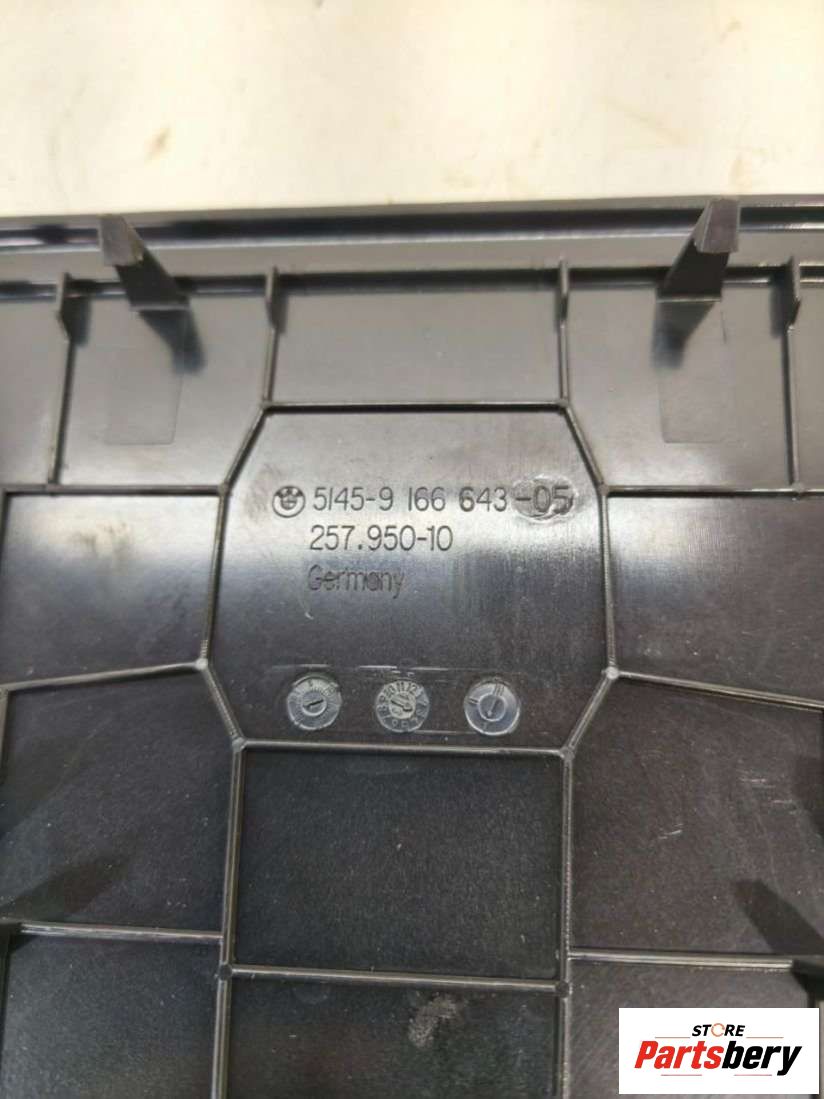 5145-9 166 643-05
257.950-10
Germany
STORE
Partsbery